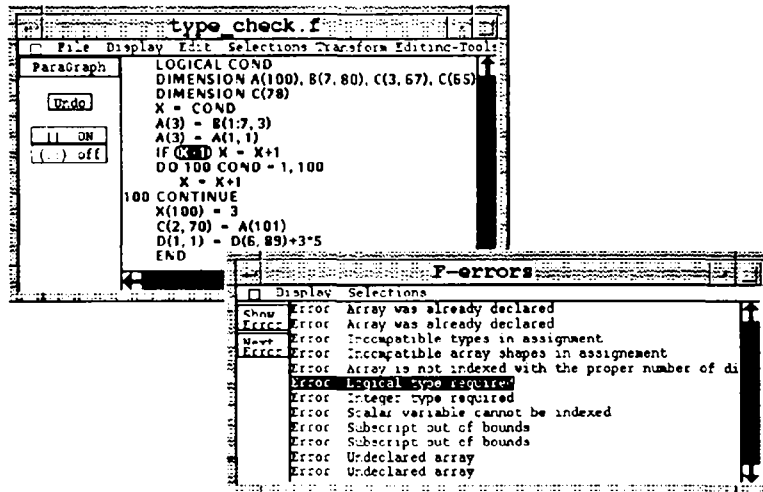 type_check.f
File Display Edit Selections Transform Editing-Tools
ParaGraph
Undo
ON
off
LOGICAL COND
DIMENSION A(100), B(7, 80), C(3, 67), C(65)
DIMENSION C(78)
X = COND
A(3) = B(1:7, 3)
A(3) = A(1, 1)
IF X = X+1
DO 100 COND = 1, 100
X = X+1
100 CONTINUE
X(100) = 3
C(2, 70) = A(101)
D(1, 1) = D(6, 89)+3*5
END
F-errors
Display Selections
Show Error
Next Error
Error Array was already declared
Error Array was already declared
Error Incompatible types in assignment
Error Incompatible array shapes in assignement
Error Array is not indexed with the proper number of di
Error Logical type required
Error Integer type required
Error Scalar variable cannot be indexed
Error Subscript out of bounds
Error Subscript out of bounds
Error Undeclared array
Error Undeclared array